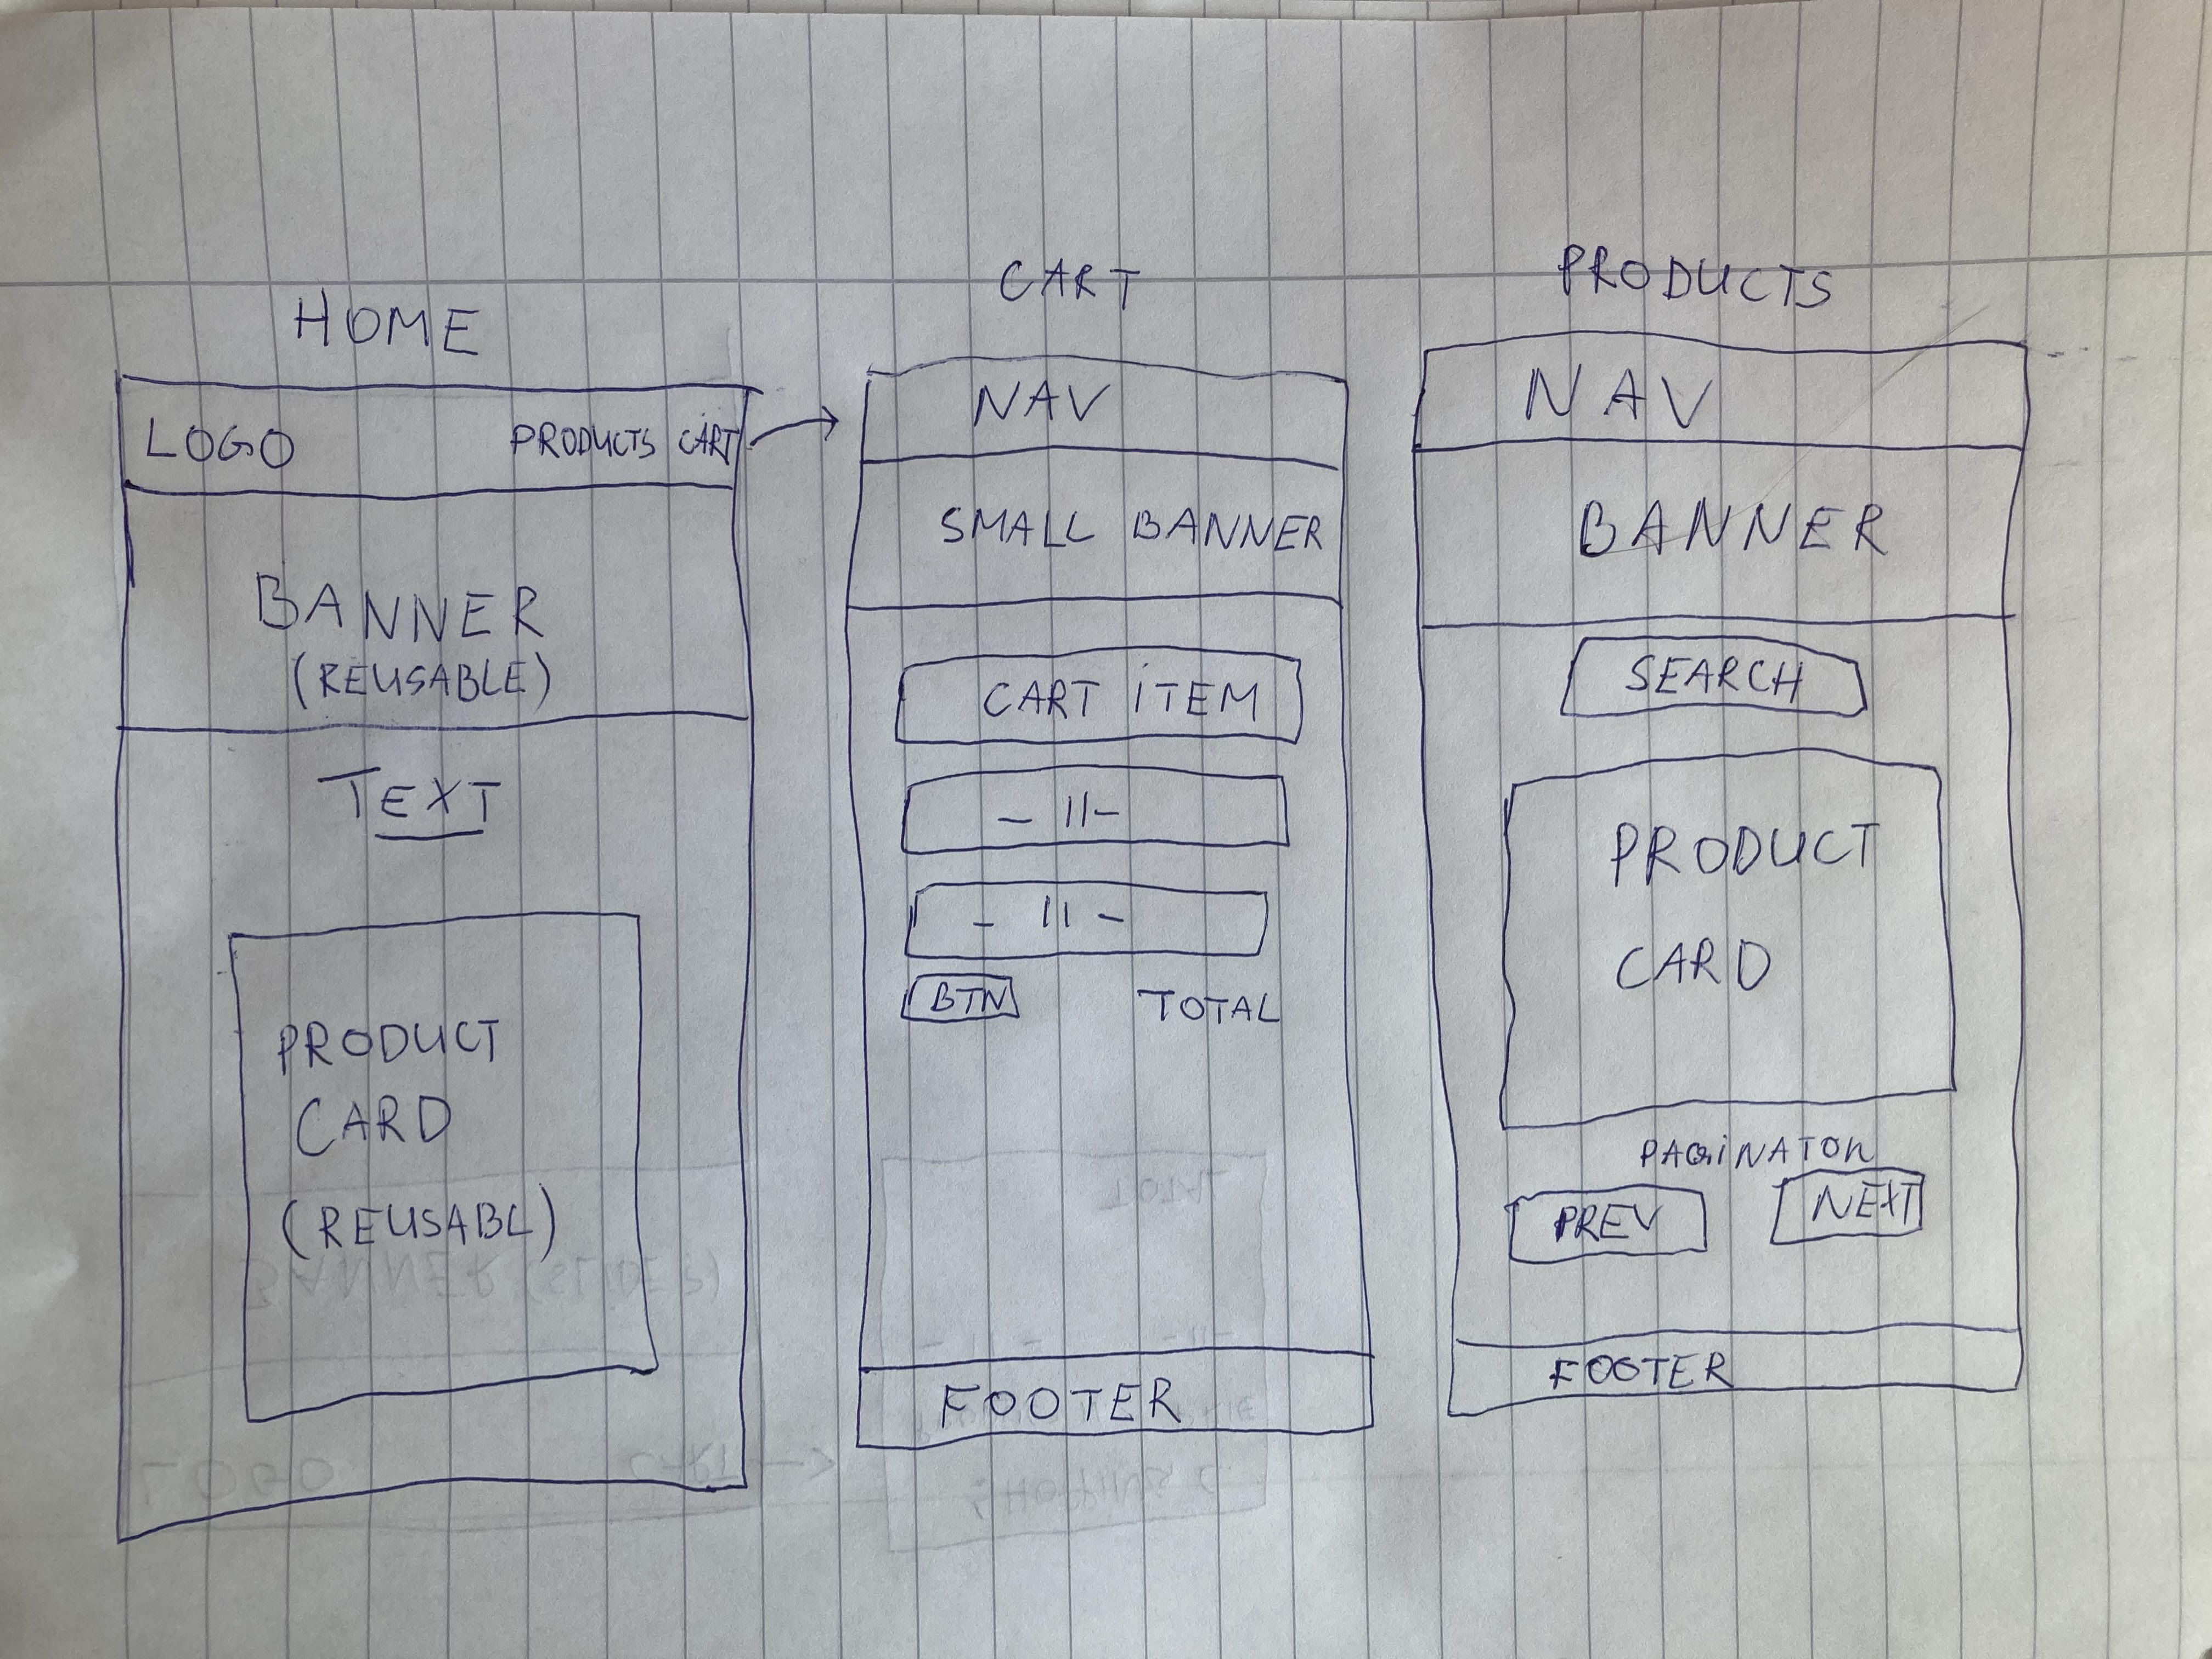 HOME
LOGO PRODUCTS CART
BANNER
(REUSABLE)
TEXT
PRODUCT
CARD
(REUSABL)
CART
NAV
SMALL BANNER
CART ITEM
- 11-
- 11 -
BTN TOTAL
FOOTER
PRODUCTS
NAV
BANNER
SEARCH
PRODUCT
CARD
PAGINATOR
PREV NEXT
FOOTER